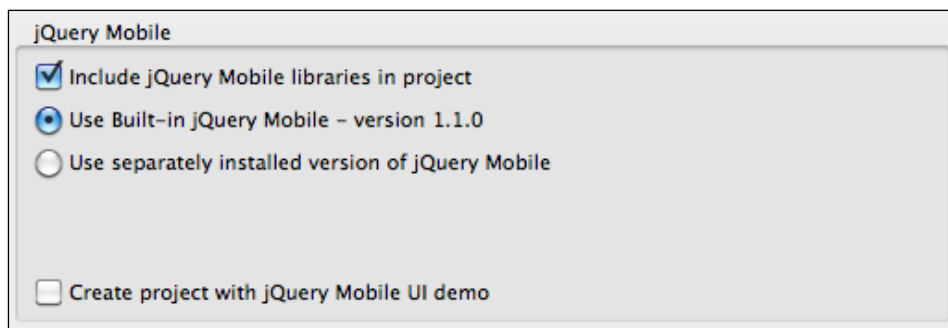 jQuery Mobile
Include jQuery Mobile libraries in project
Use Built-in jQuery Mobile – version 1.1.0
Use separately installed version of jQuery Mobile
Create project with jQuery Mobile UI demo